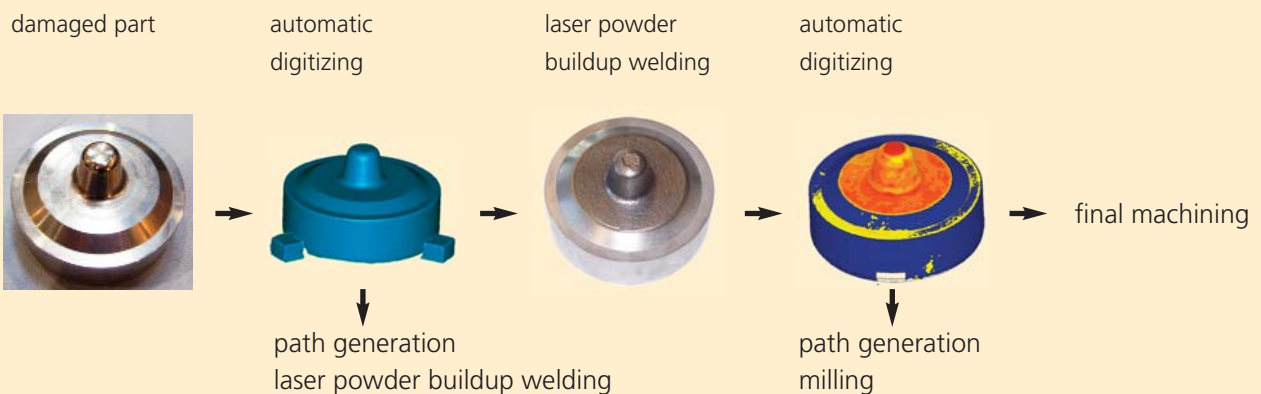 damaged part
automatic
digitizing
laser powder
buildup welding
automatic
digitizing
final machining
path generation
laser powder buildup welding
path generation
milling